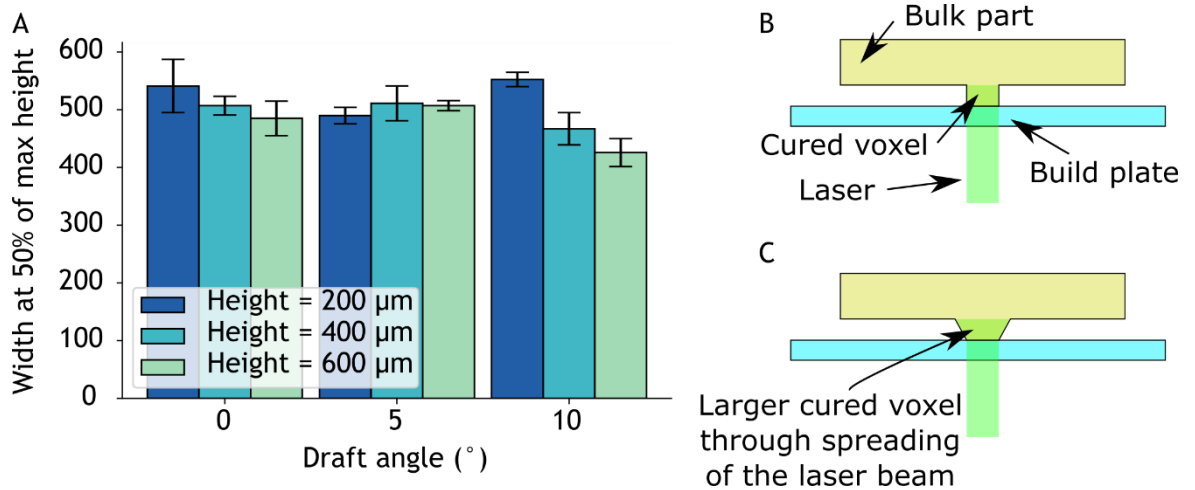 A
Width at 50% of max height
600
500
400
300
200
100
0
Height = 200 µm
Height = 400 µm
Height = 600 µm
0
5
10
Draft angle (°)
B
Bulk part
Cured voxel
Build plate
Laser
C
Larger cured voxel
through spreading
of the laser beam